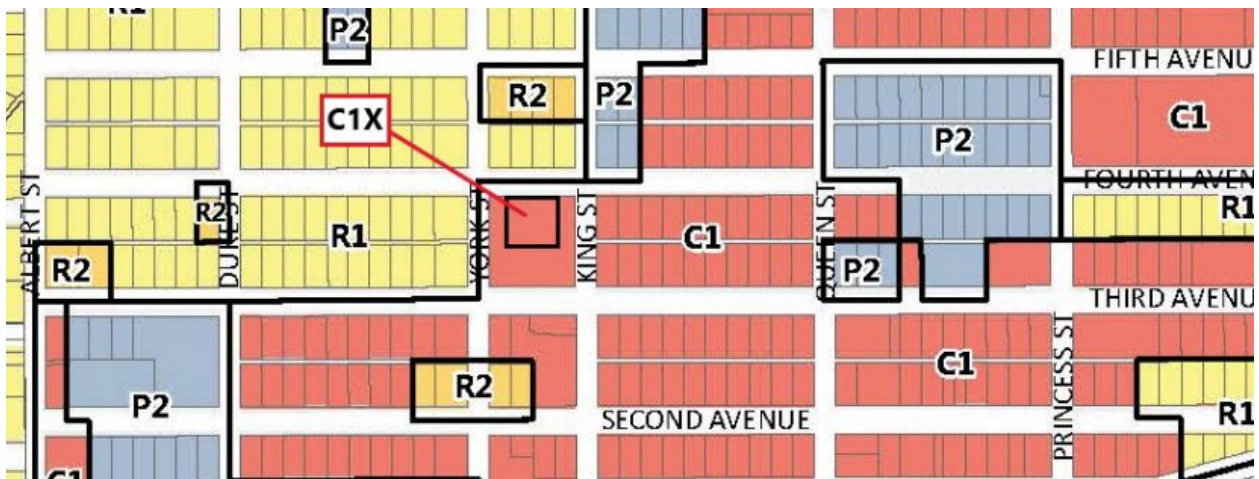 R1
P2
FIFTH AVENU
R2
P2
C1
C1X
P2
FOURTH AVEN
ALBERT ST
R2
DUKE ST
R1
YORK ST
KING ST
C1
QUEEN ST
R1
R2
P2
THIRD AVENU
P2
R2
C1
PRINCESS ST
SECOND AVENUE
R1
C1